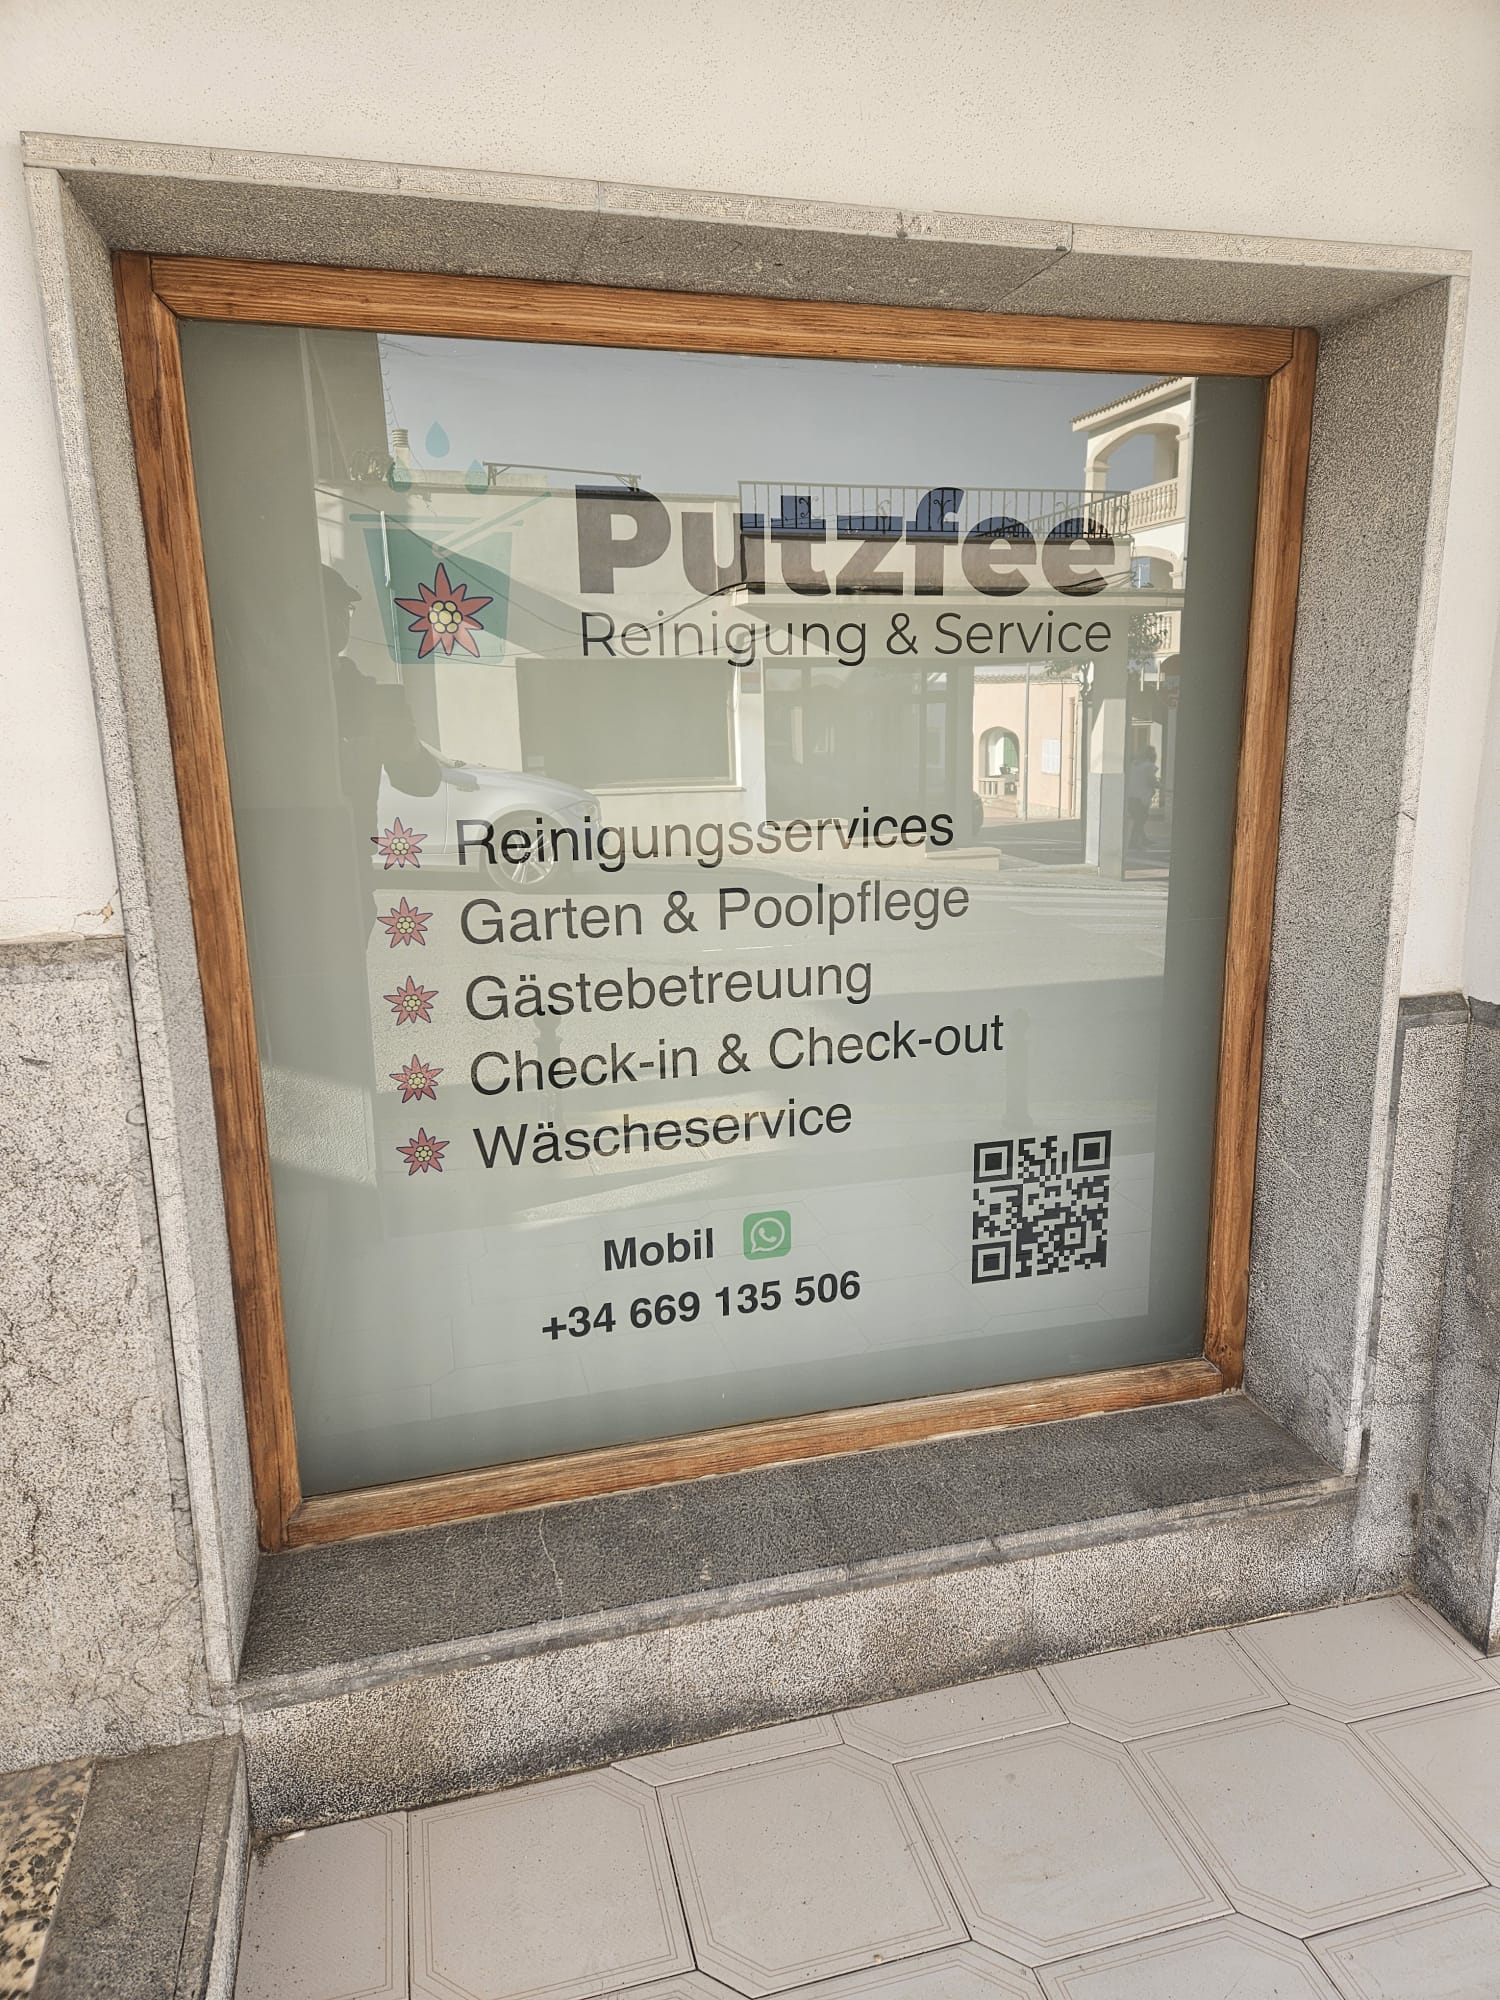 Putzfee
Reinigung & Service
Reinigungsservices
Garten & Poolpflege
Gästebetreuung
Check-in & Check-out
Wäscheservice
Mobil
+34 669 135 506